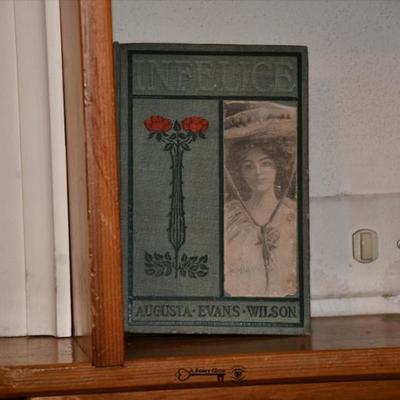 INFELICE
AUGUSTA · EVANS · WILSON